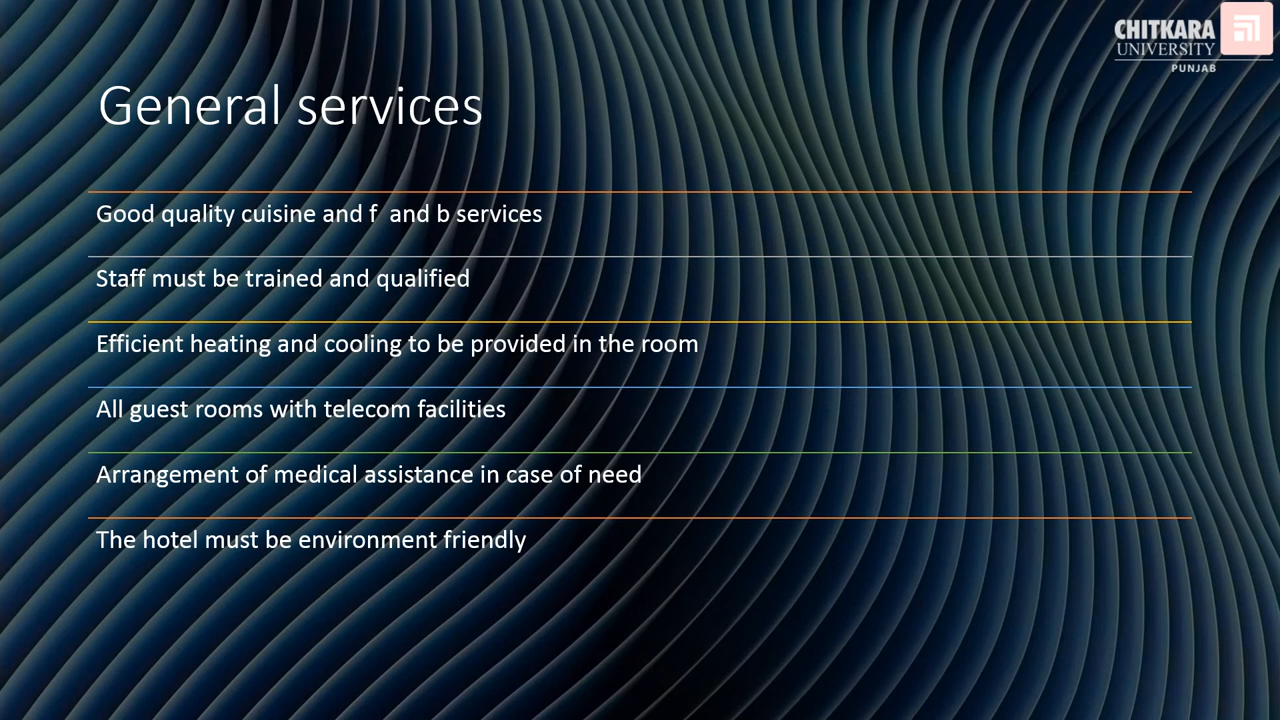 CHITKARA
UNIVERSITY
PUNJAB
General services
Good quality cuisine and f  and b services
Staff must be trained and qualified
Efficient heating and cooling to be provided in the room
All guest rooms with telecom facilities
Arrangement of medical assistance in case of need
The hotel must be environment friendly